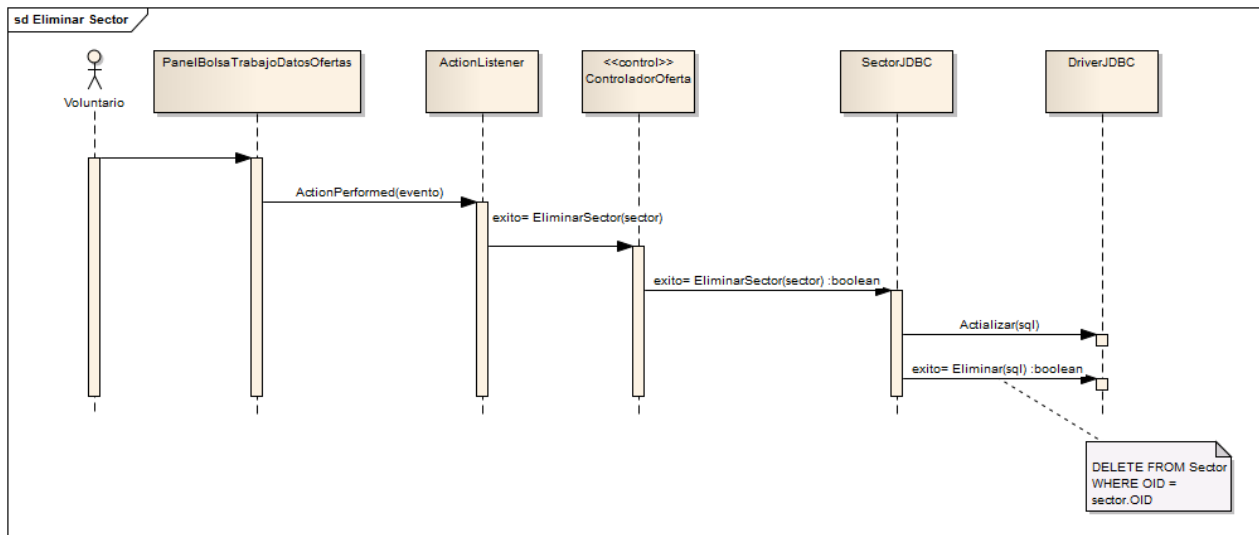 sd Eliminar Sector
Voluntario
PanelBolsaTrabajoDatosOfertas
ActionListener
<<control>>
ControladorOferta
SectorJDBC
DriverJDBC
ActionPerformed(evento)
exito= EliminarSector(sector)
exito= EliminarSector(sector) :boolean
Actializar(sql)
exito= Eliminar(sql) :boolean
DELETE FROM Sector
WHERE OID =
sector.OID